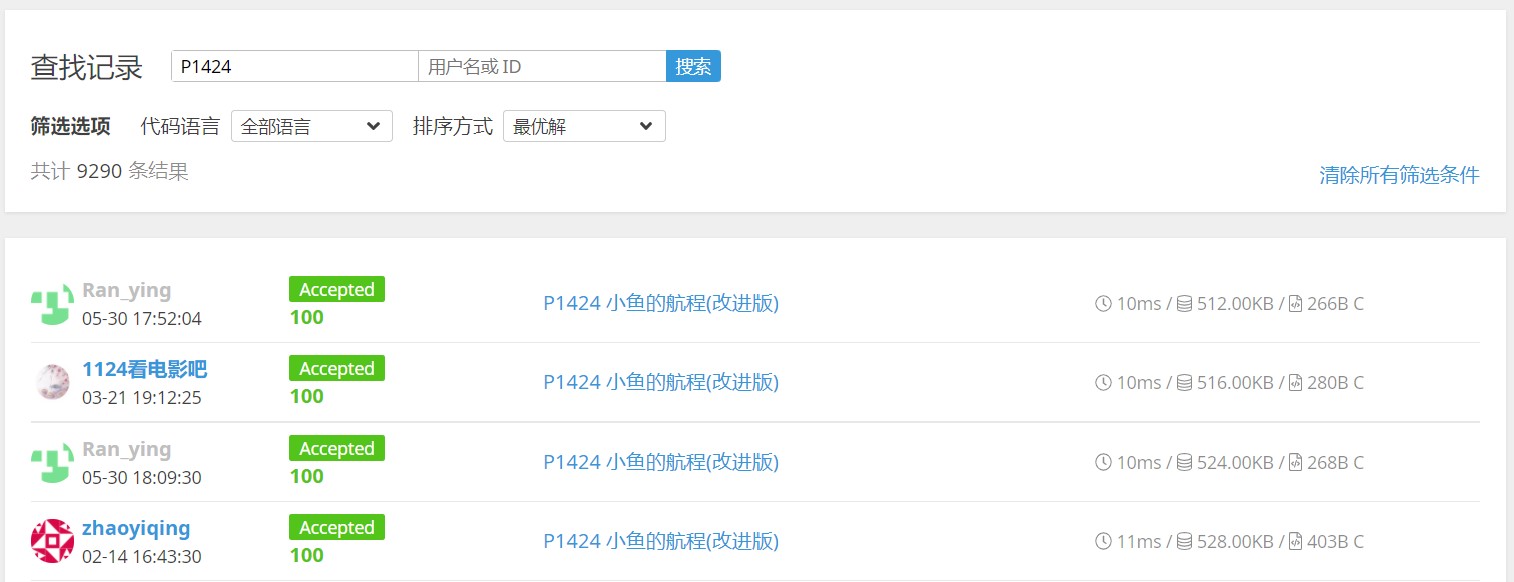 查找记录 P1424 用户名或 ID 搜索
筛选选项 代码语言 全部语言 排序方式 最优解
共计 9290 条结果 清除所有筛选条件
Ran_ying Accepted
05-30 17:52:04 100 P1424 小鱼的航程(改进版) 10ms / 512.00KB / 266B C
1124看电影吧 Accepted
03-21 19:12:25 100 P1424 小鱼的航程(改进版) 10ms / 516.00KB / 280B C
Ran_ying Accepted
05-30 18:09:30 100 P1424 小鱼的航程(改进版) 10ms / 524.00KB / 268B C
zhaoyiqing Accepted
02-14 16:43:30 100 P1424 小鱼的航程(改进版) 11ms / 528.00KB / 403B C